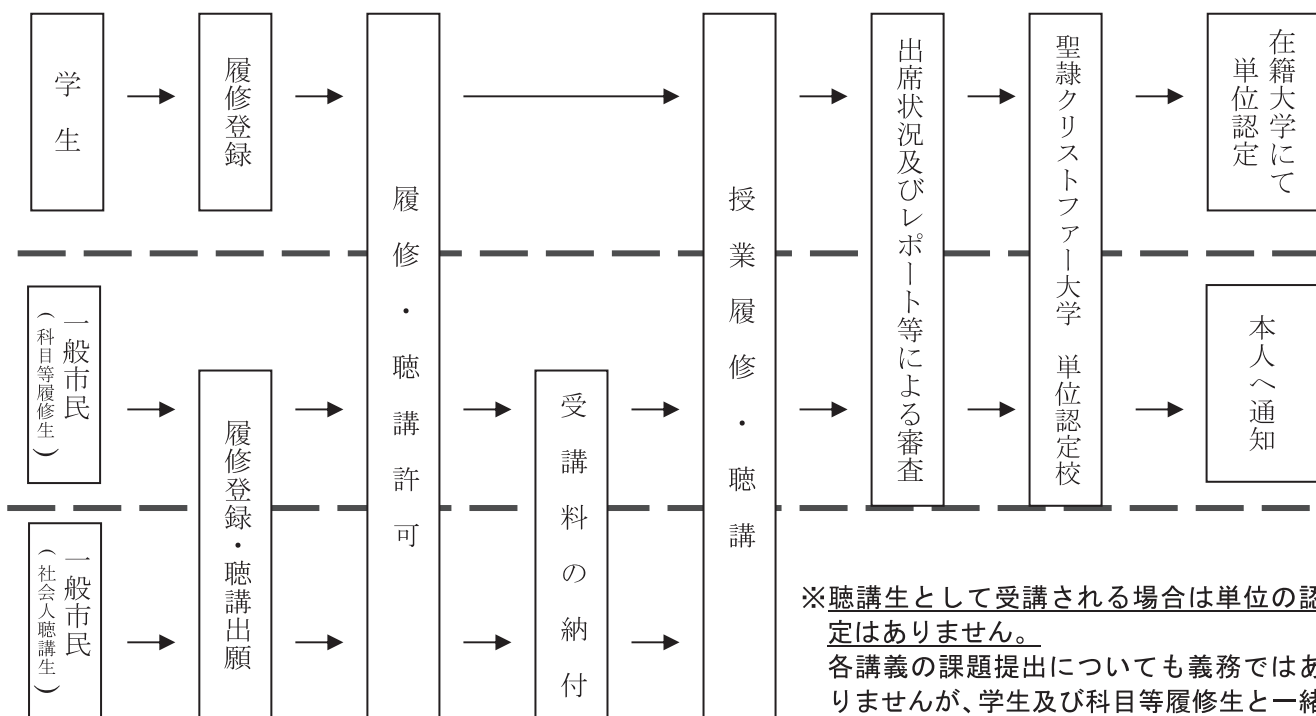 学生
履修登録
履修・聴講許可
授業履修・聴講
出席状況及びレポート等による審査
聖隷クリストファー大学 単位認定校
在籍大学にて
単位認定
一般市民
(科目等履修生)
履修登録・聴講出願
受講料の納付
本人へ通知
一般市民
(社会人聴講生)
※聴講生として受講される場合は単位の認
定はありません。
各講義の課題提出についても義務ではあ
りませんが、学生及び科目等履修生と一緒